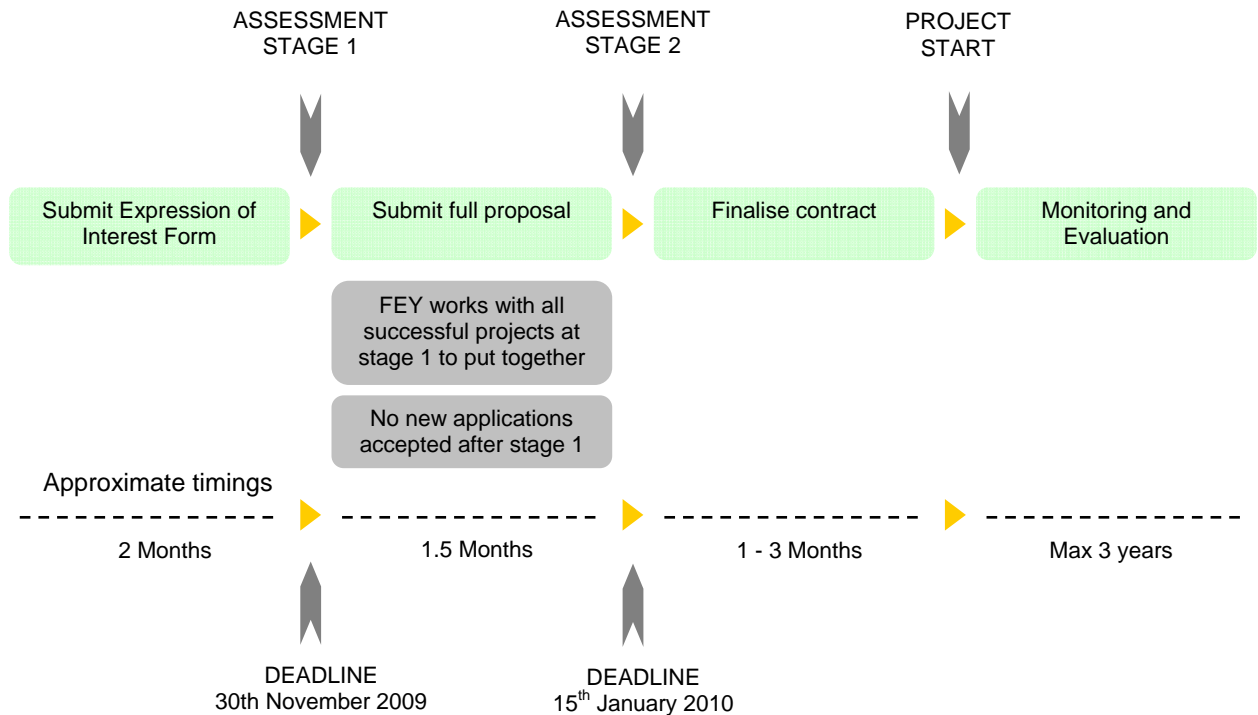 ASSESSMENT
STAGE 1
ASSESSMENT
STAGE 2
PROJECT
START
Submit Expression of
Interest Form
Submit full proposal
Finalise contract
Monitoring and
Evaluation
FEY works with all
successful projects at
stage 1 to put together
No new applications
accepted after stage 1
Approximate timings
2 Months
1.5 Months
1 - 3 Months
Max 3 years
DEADLINE
30th November 2009
DEADLINE
15th January 2010